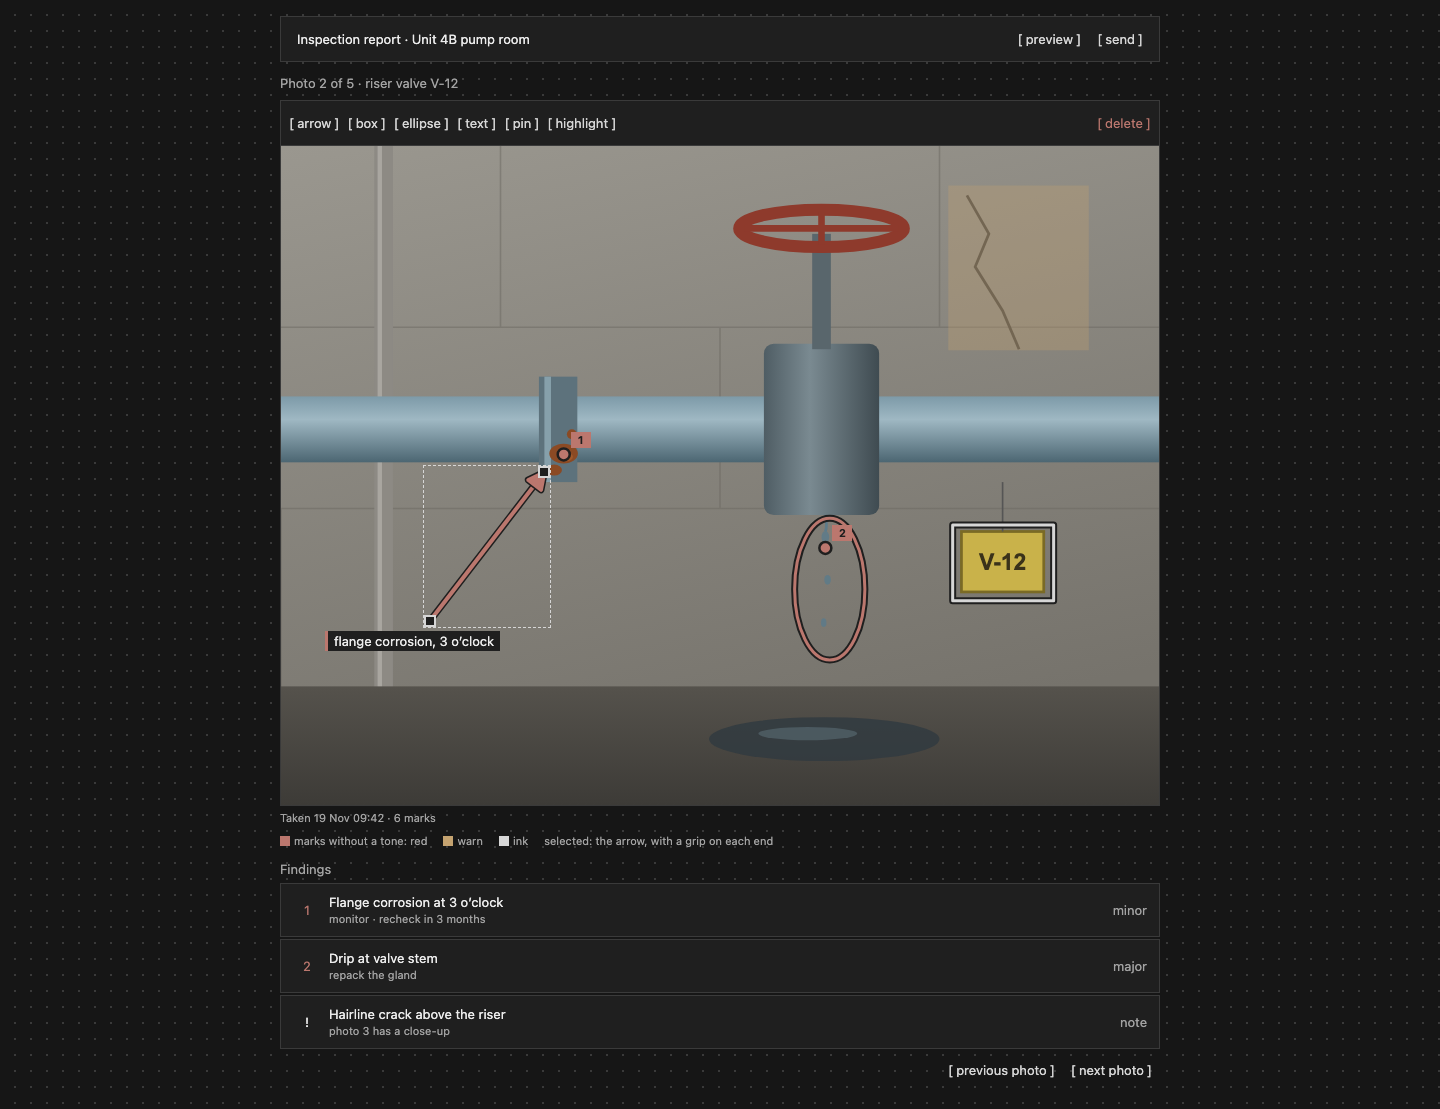 Inspection report · Unit 4B pump room
[ preview ] [ send ]
Photo 2 of 5 · riser valve V-12
[ arrow ] [ box ] [ ellipse ] [ text ] [ pin ] [ highlight ]
[ delete ]
1
2
V-12
flange corrosion, 3 o’clock
Taken 19 Nov 09:42 · 6 marks
marks without a tone: red warn ink selected: the arrow, with a grip on each end
Findings
1 Flange corrosion at 3 o’clock
monitor · recheck in 3 months
minor
2 Drip at valve stem
repack the gland
major
! Hairline crack above the riser
photo 3 has a close-up
note
[ previous photo ] [ next photo ]